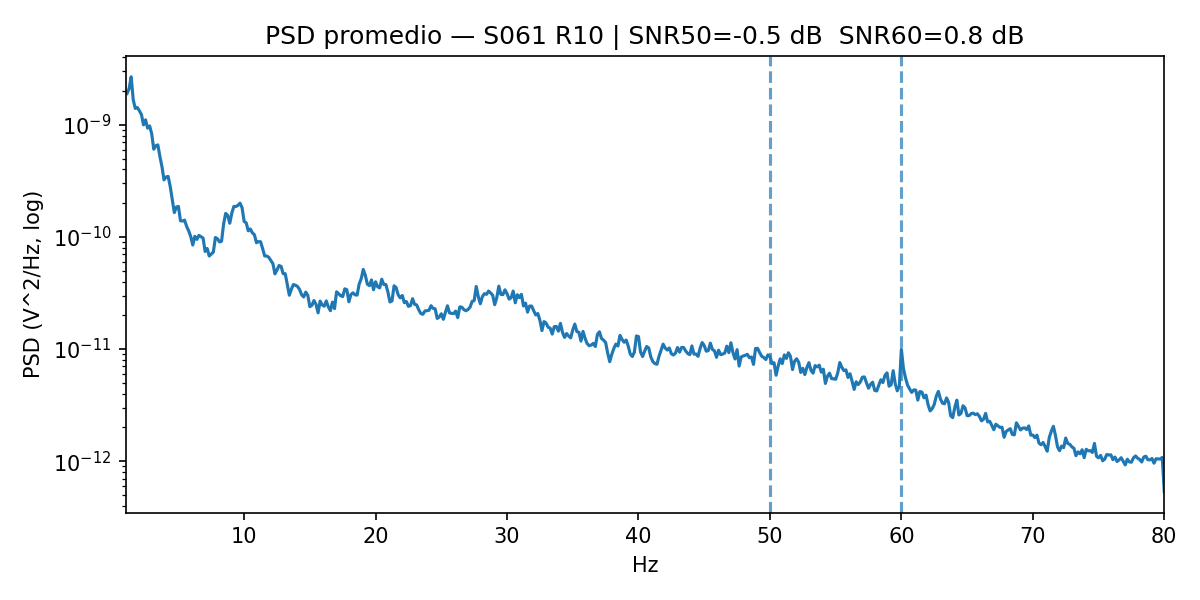 PSD promedio — S061 R10 | SNR50=-0.5 dB  SNR60=0.8 dB
PSD (V^2/Hz, log)
10⁻⁹
10⁻¹⁰
10⁻¹¹
10⁻¹²
10 20 30 40 50 60 70 80
Hz